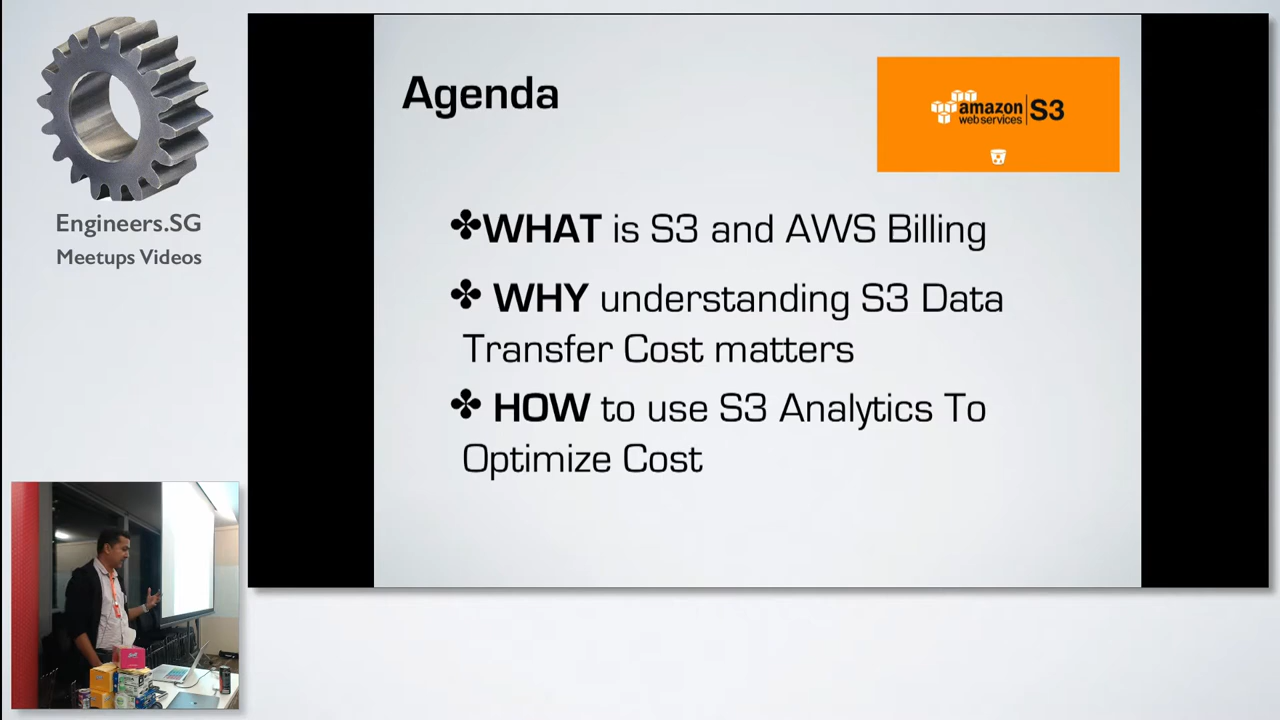 Engineers.SG
Meetups Videos
Agenda
amazon
web services
S3
WHAT is S3 and AWS Billing
WHY understanding S3 Data
Transfer Cost matters
HOW to use S3 Analytics To
Optimize Cost